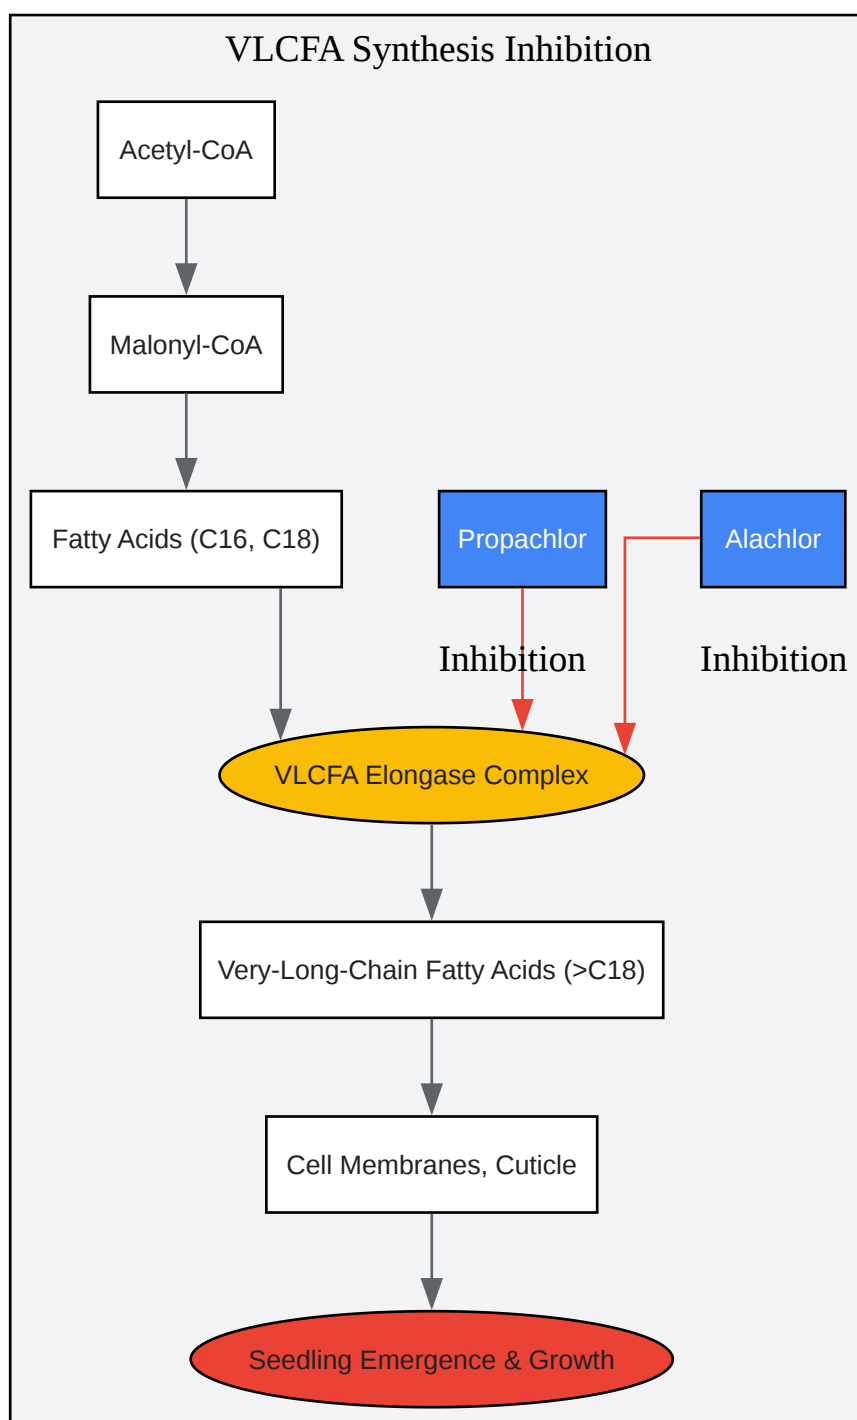 VLCFA Synthesis Inhibition
Acetyl-CoA
Malonyl-CoA
Fatty Acids (C16, C18)
Propachlor
Alachlor
Inhibition
Inhibition
VLCFA Elongase Complex
Very-Long-Chain Fatty Acids (>C18)
Cell Membranes, Cuticle
Seedling Emergence & Growth